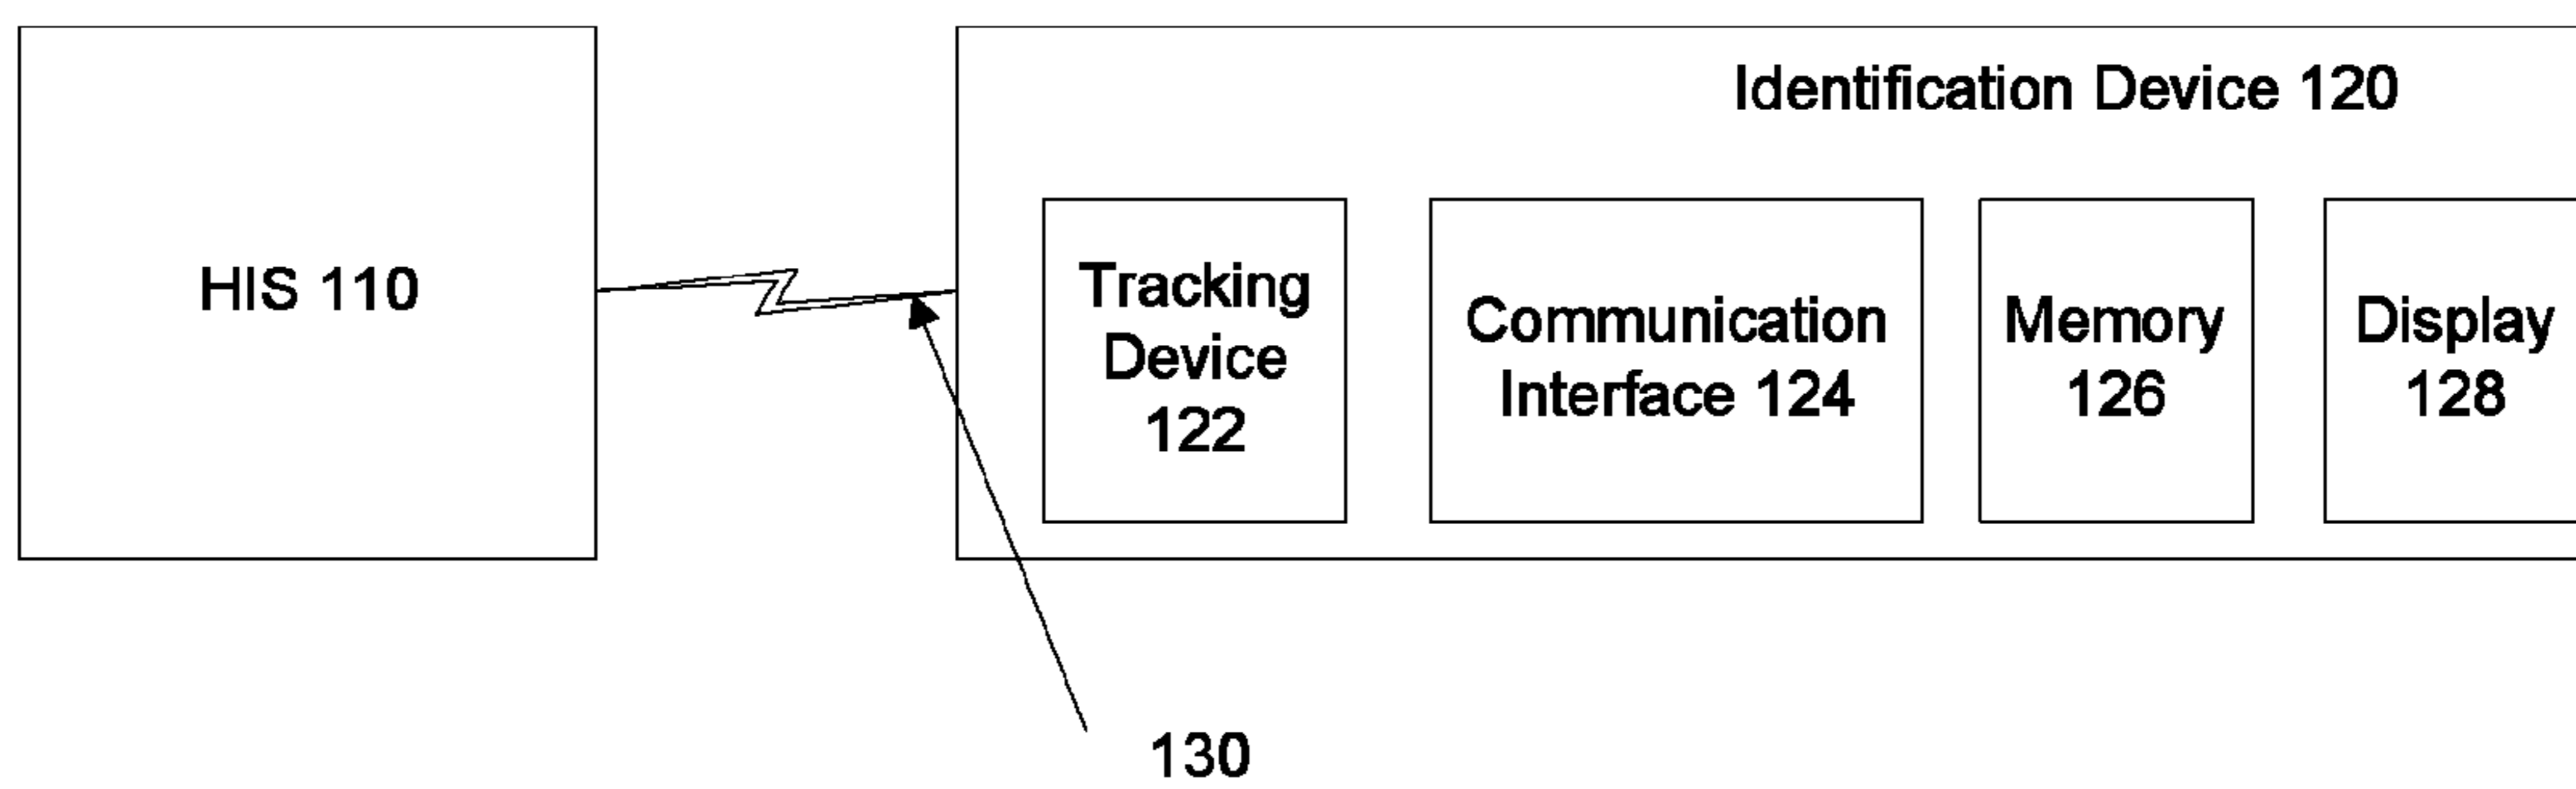 Identification Device 120
HIS 110
Tracking
Device
122
Communication
Interface 124
Memory
126
Display
128
130